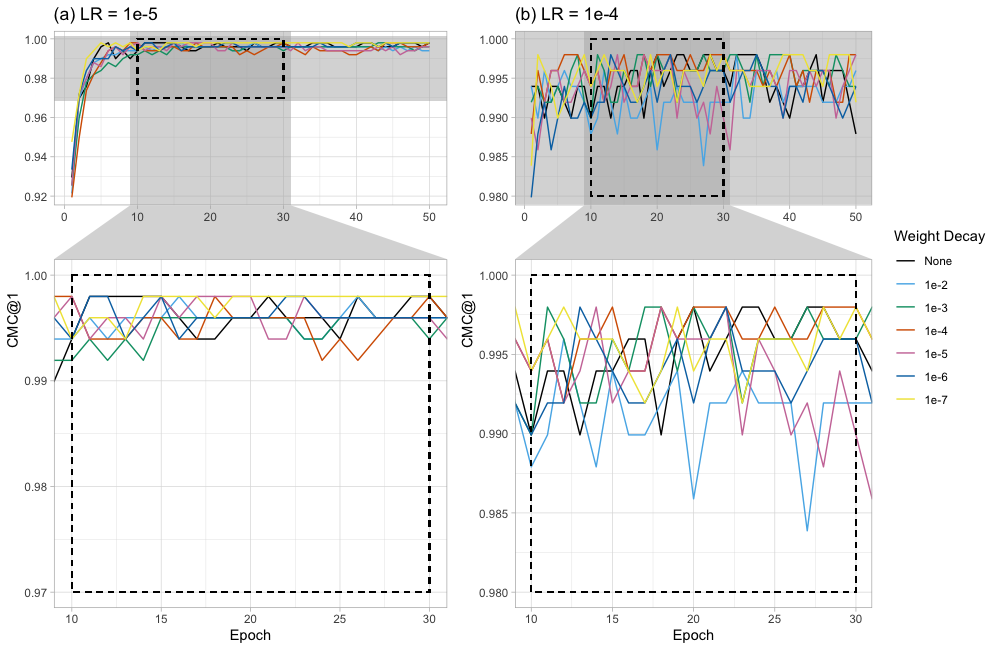 (a) LR = 1e-5
1.00
0.98
0.96
0.94
0.92
0 10 20 30 40 50
(b) LR = 1e-4
1.000
0.995
0.990
0.985
0.980
0 10 20 30 40 50
CMC@1
1.00
0.99
0.98
0.97
10 15 20 25 30
Epoch
CMC@1
1.000
0.995
0.990
0.985
0.980
10 15 20 25 30
Epoch
Weight Decay
None
1e-2
1e-3
1e-4
1e-5
1e-6
1e-7